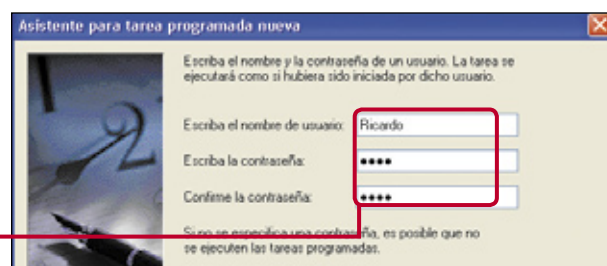 Asistente para tarea programada nueva
Escriba el nombre y la contraseña de un usuario. La tarea se
ejecutará como si hubiera sido iniciada por dicho usuario.
Escriba el nombre de usuario: Ricardo
Escriba la contraseña: ••••
Confirme la contraseña: ••••
Si no se especifica una contraseña, es posible que no
se ejecuten las tareas programadas.